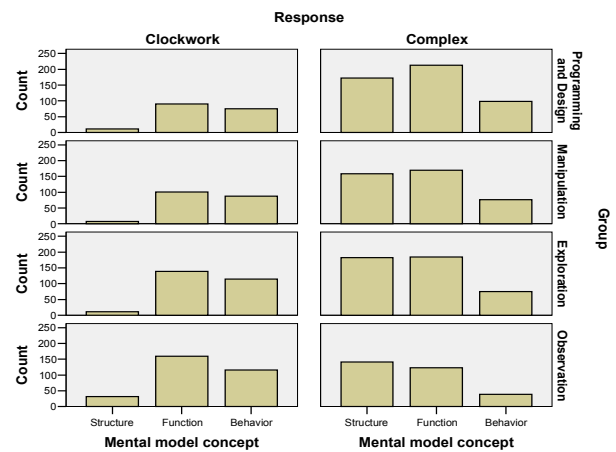 Response
Clockwork
Complex
Count
250
200
150
100
50
0
Programming
and Design
Count
250
200
150
100
50
0
Manipulation
Group
Count
250
200
150
100
50
0
Exploration
Count
250
200
150
100
50
0
Observation
Structure Function Behavior
Structure Function Behavior
Mental model concept
Mental model concept